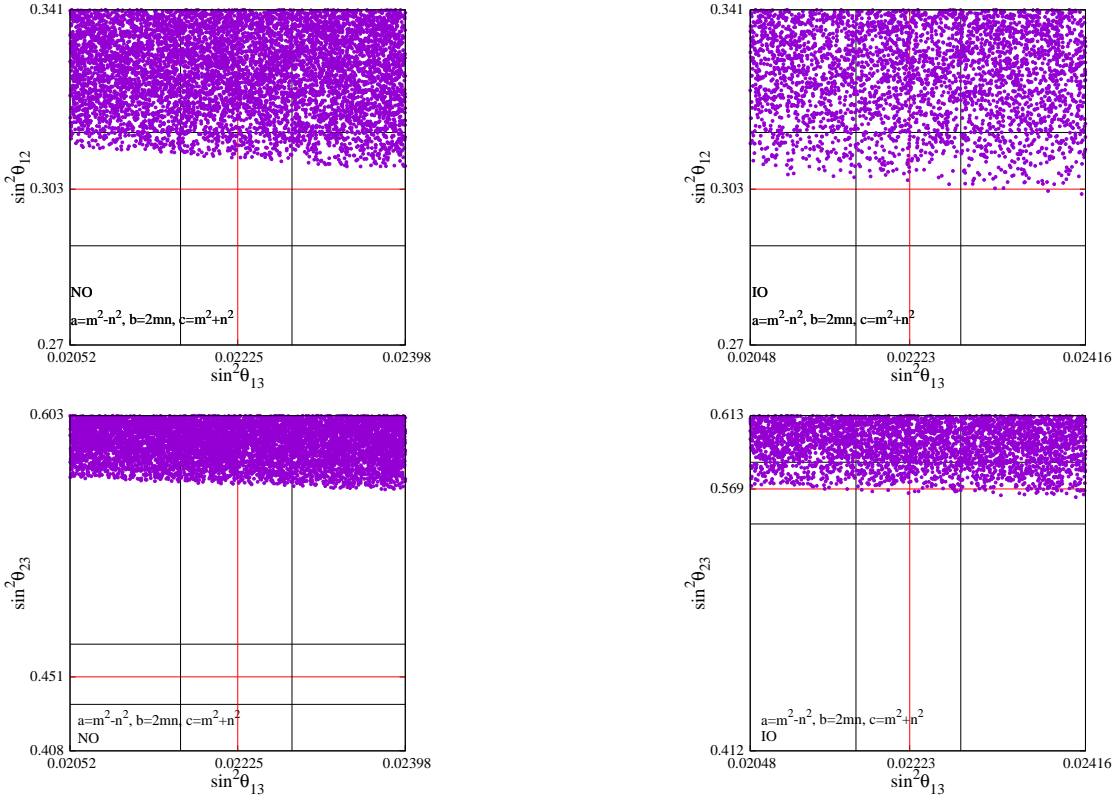 0.341
sin²θ₁₂
0.303
NO
a=m²-n², b=2mn, c=m²+n²
0.27
0.02052 0.02225 0.02398
sin²θ₁₃
0.341
sin²θ₁₂
0.303
IO
a=m²-n², b=2mn, c=m²+n²
0.27
0.02048 0.02223 0.02416
sin²θ₁₃
0.603
sin²θ₂₃
0.451
a=m²-n², b=2mn, c=m²+n²
NO
0.408
0.02052 0.02225 0.02398
sin²θ₁₃
0.613
0.569
sin²θ₂₃
a=m²-n², b=2mn, c=m²+n²
IO
0.412
0.02048 0.02223 0.02416
sin²θ₁₃